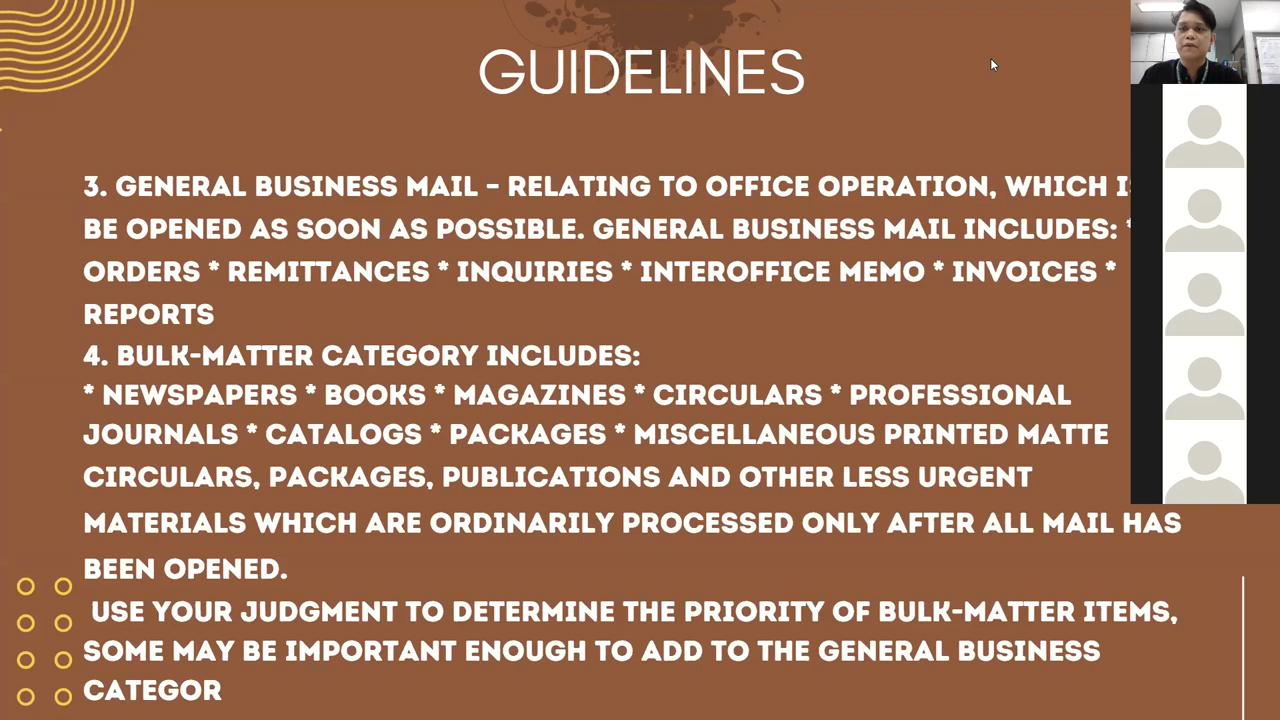 GUIDELINES
3. GENERAL BUSINESS MAIL – RELATING TO OFFICE OPERATION, WHICH
BE OPENED AS SOON AS POSSIBLE. GENERAL BUSINESS MAIL INCLUDES: *
ORDERS * REMITTANCES * INQUIRIES * INTEROFFICE MEMO * INVOICES *
REPORTS
4. BULK-MATTER CATEGORY INCLUDES:
* NEWSPAPERS * BOOKS * MAGAZINES * CIRCULARS * PROFESSIONAL
JOURNALS * CATALOGS * PACKAGES * MISCELLANEOUS PRINTED MATTE
CIRCULARS, PACKAGES, PUBLICATIONS AND OTHER LESS URGENT
MATERIALS WHICH ARE ORDINARILY PROCESSED ONLY AFTER ALL MAIL HAS
BEEN OPENED.
USE YOUR JUDGMENT TO DETERMINE THE PRIORITY OF BULK-MATTER ITEMS,
SOME MAY BE IMPORTANT ENOUGH TO ADD TO THE GENERAL BUSINESS
CATEGOR